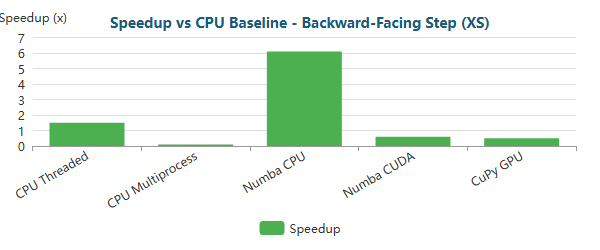 Speedup (x)
Speedup vs CPU Baseline - Backward-Facing Step (XS)
7
6
5
4
3
2
1
0
CPU Threaded
CPU Multiprocess
Numba CPU
Numba CUDA
CuPy GPU
Speedup